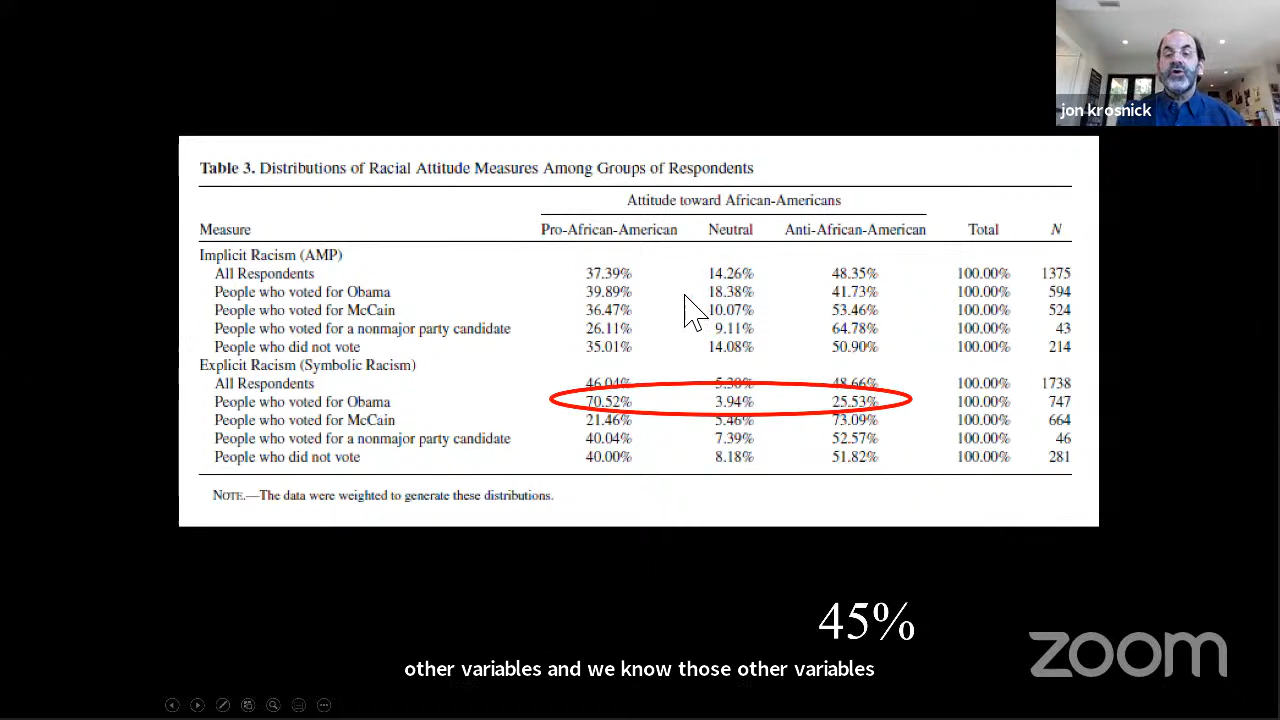 jon krosnick
Table 3. Distributions of Racial Attitude Measures Among Groups of Respondents
Attitude toward African-Americans
Measure Pro-African-American Neutral Anti-African-American Total N
Implicit Racism (AMP)
All Respondents 37.39% 14.26% 48.35% 100.00% 1375
People who voted for Obama 39.89% 18.38% 41.73% 100.00% 594
People who voted for McCain 36.47% 10.07% 53.46% 100.00% 524
People who voted for a nonmajor party candidate 26.11% 9.11% 64.78% 100.00% 43
People who did not vote 35.01% 14.08% 50.90% 100.00% 214
Explicit Racism (Symbolic Racism)
All Respondents 46.04% 5.30% 48.66% 100.00% 1738
People who voted for Obama 70.52% 3.94% 25.53% 100.00% 747
People who voted for McCain 21.46% 5.46% 73.09% 100.00% 664
People who voted for a nonmajor party candidate 40.04% 7.39% 52.57% 100.00% 46
People who did not vote 40.00% 8.18% 51.82% 100.00% 281
NOTE.—The data were weighted to generate these distributions.
45%
other variables and we know those other variables
zoom